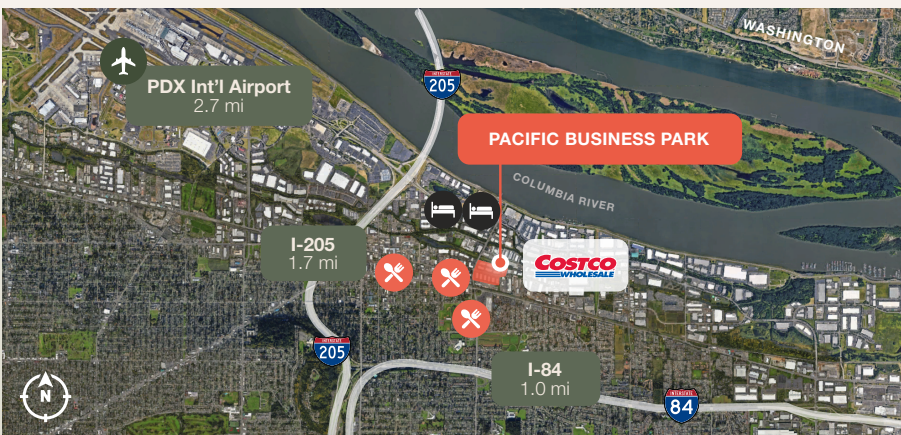 WASHINGTON
PDX Int'l Airport
2.7 mi
INTERSTATE
205
PACIFIC BUSINESS PARK
COLUMBIA RIVER
I-205
1.7 mi
COSTCO
WHOLESALE
INTERSTATE
205
I-84
1.0 mi
INTERSTATE
84
N